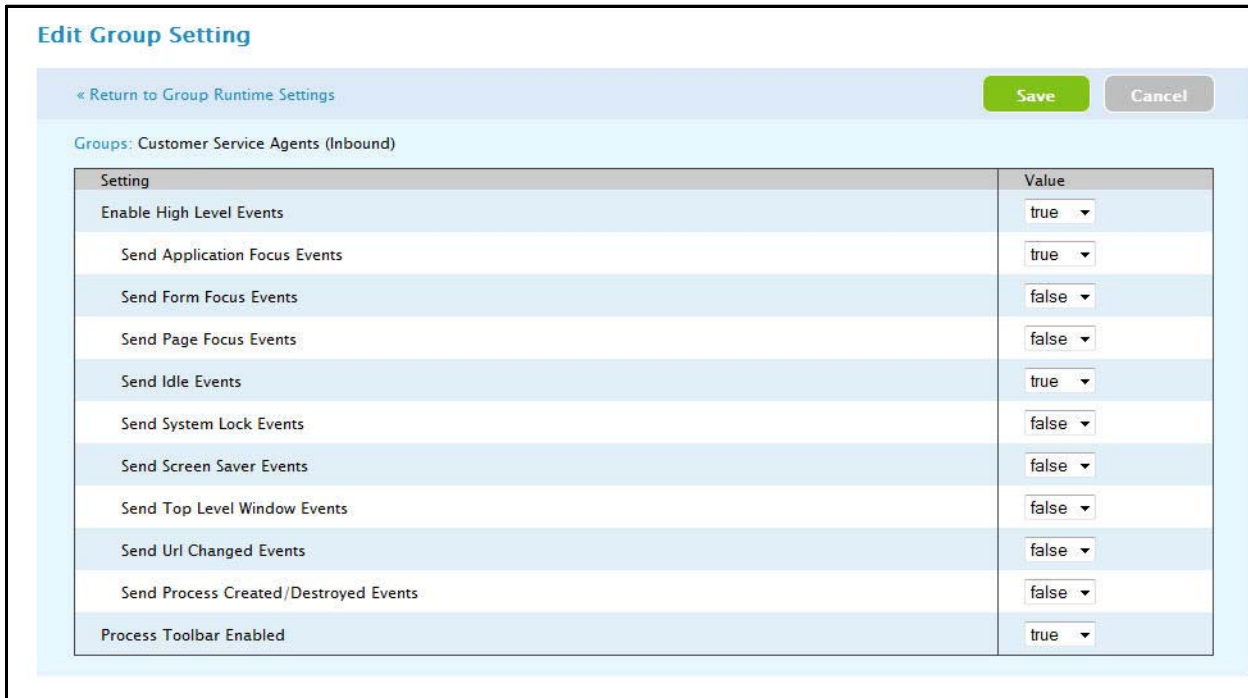 Edit Group Setting
« Return to Group Runtime Settings
Save
Cancel
Groups: Customer Service Agents (Inbound)
Setting Value
Enable High Level Events true
Send Application Focus Events true
Send Form Focus Events false
Send Page Focus Events false
Send Idle Events true
Send System Lock Events false
Send Screen Saver Events false
Send Top Level Window Events false
Send Url Changed Events false
Send Process Created/Destroyed Events false
Process Toolbar Enabled true